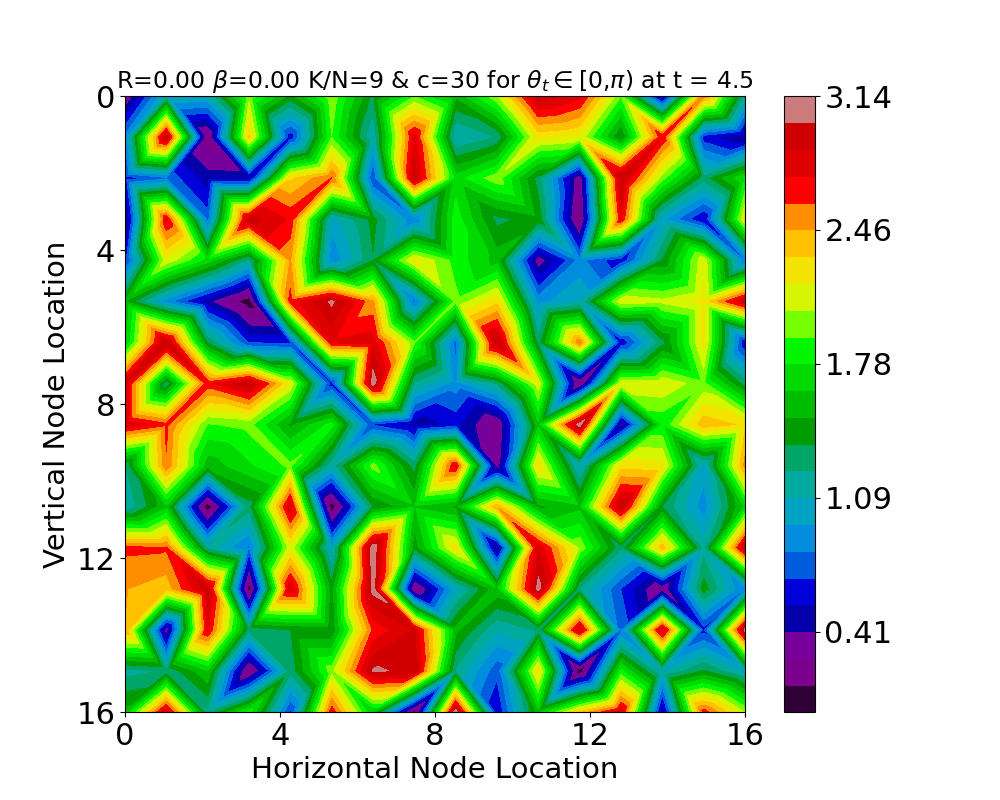 R=0.00 β=0.00 K/N=9 & c=30 for θₜ ∈ [0,π) at t = 4.5
0
4
8
12
16
0 4 8 12 16
Vertical Node Location
Horizontal Node Location
3.14
2.46
1.78
1.09
0.41